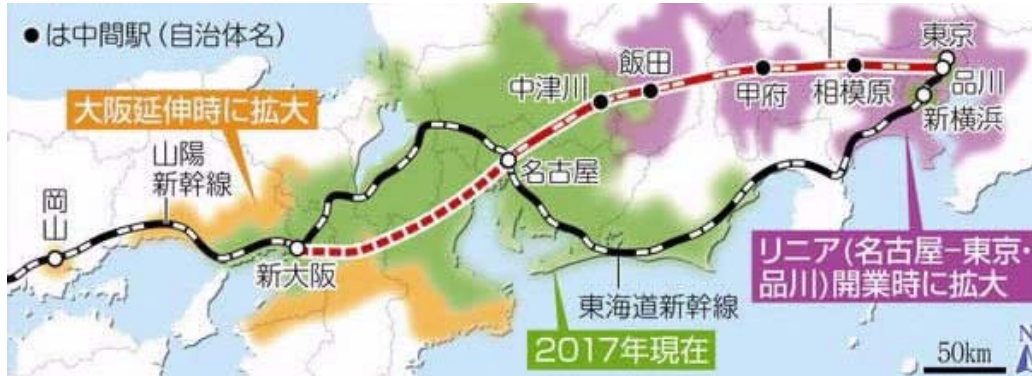 ●は中間駅(自治体名)
大阪延伸時に拡大
山陽
新幹線
岡山
新大阪
中津川
飯田
名古屋
甲府
相模原
東京
品川
新横浜
東海道新幹線
2017年現在
リニア(名古屋−東京・
品川)開業時に拡大
50km
N